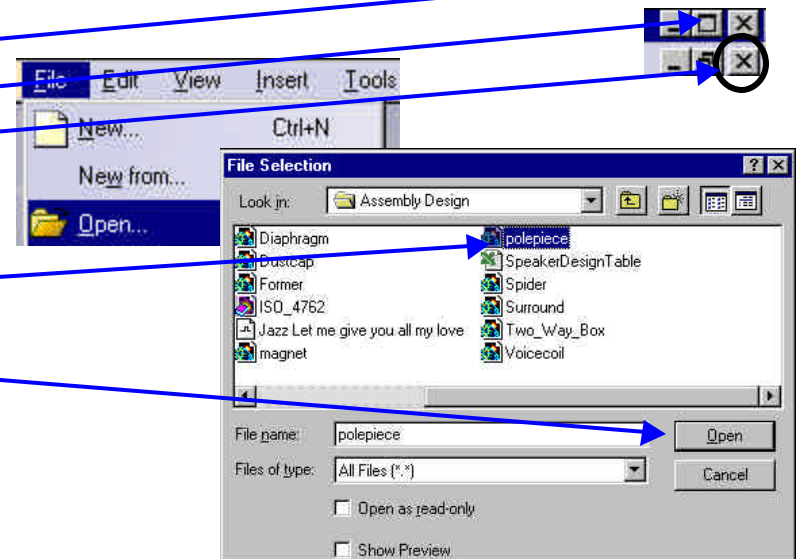 File Edit View Insert Tools
New... Ctrl+N
New from...
Open...
File Selection
Look in: Assembly Design
Diaphragm
Dustcap
Former
ISO_4762
Jazz Let me give you all my love
magnet
polepiece
SpeakerDesignTable
Spider
Surround
Two_Way_Box
Voicecoil
File name: polepiece Open
Files of type: All Files (*.*) Cancel
Open as read-only
Show Preview